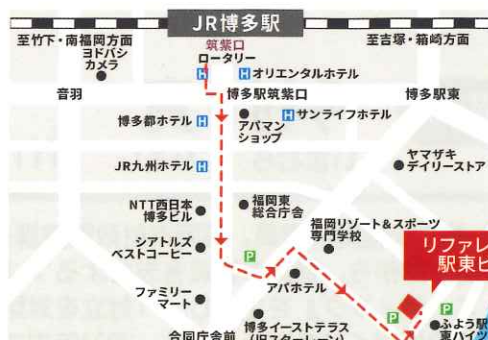 JR博多駅
至竹下・南福岡方面
筑紫口
ロータリー
至吉塚・箱崎方面
ヨドバシ
カメラ
H
H オリエンタルホテル
音羽
博多駅筑紫口
博多駅東
博多都ホテル H
アパマン
ショップ
H サンライフホテル
JR九州ホテル H
ヤマザキ
デイリーストア
NTT西日本
博多ビル
福岡東
総合庁舎
福岡リゾート&スポーツ
専門学校
シアトルズ
ベストコーヒー
P
リファレ
駅東ビ
アパホテル
ファミリー
マート
P
P
合同庁舎前
博多イーストテラス
(旧スターレーン)
ふよう駅
東ハイツ